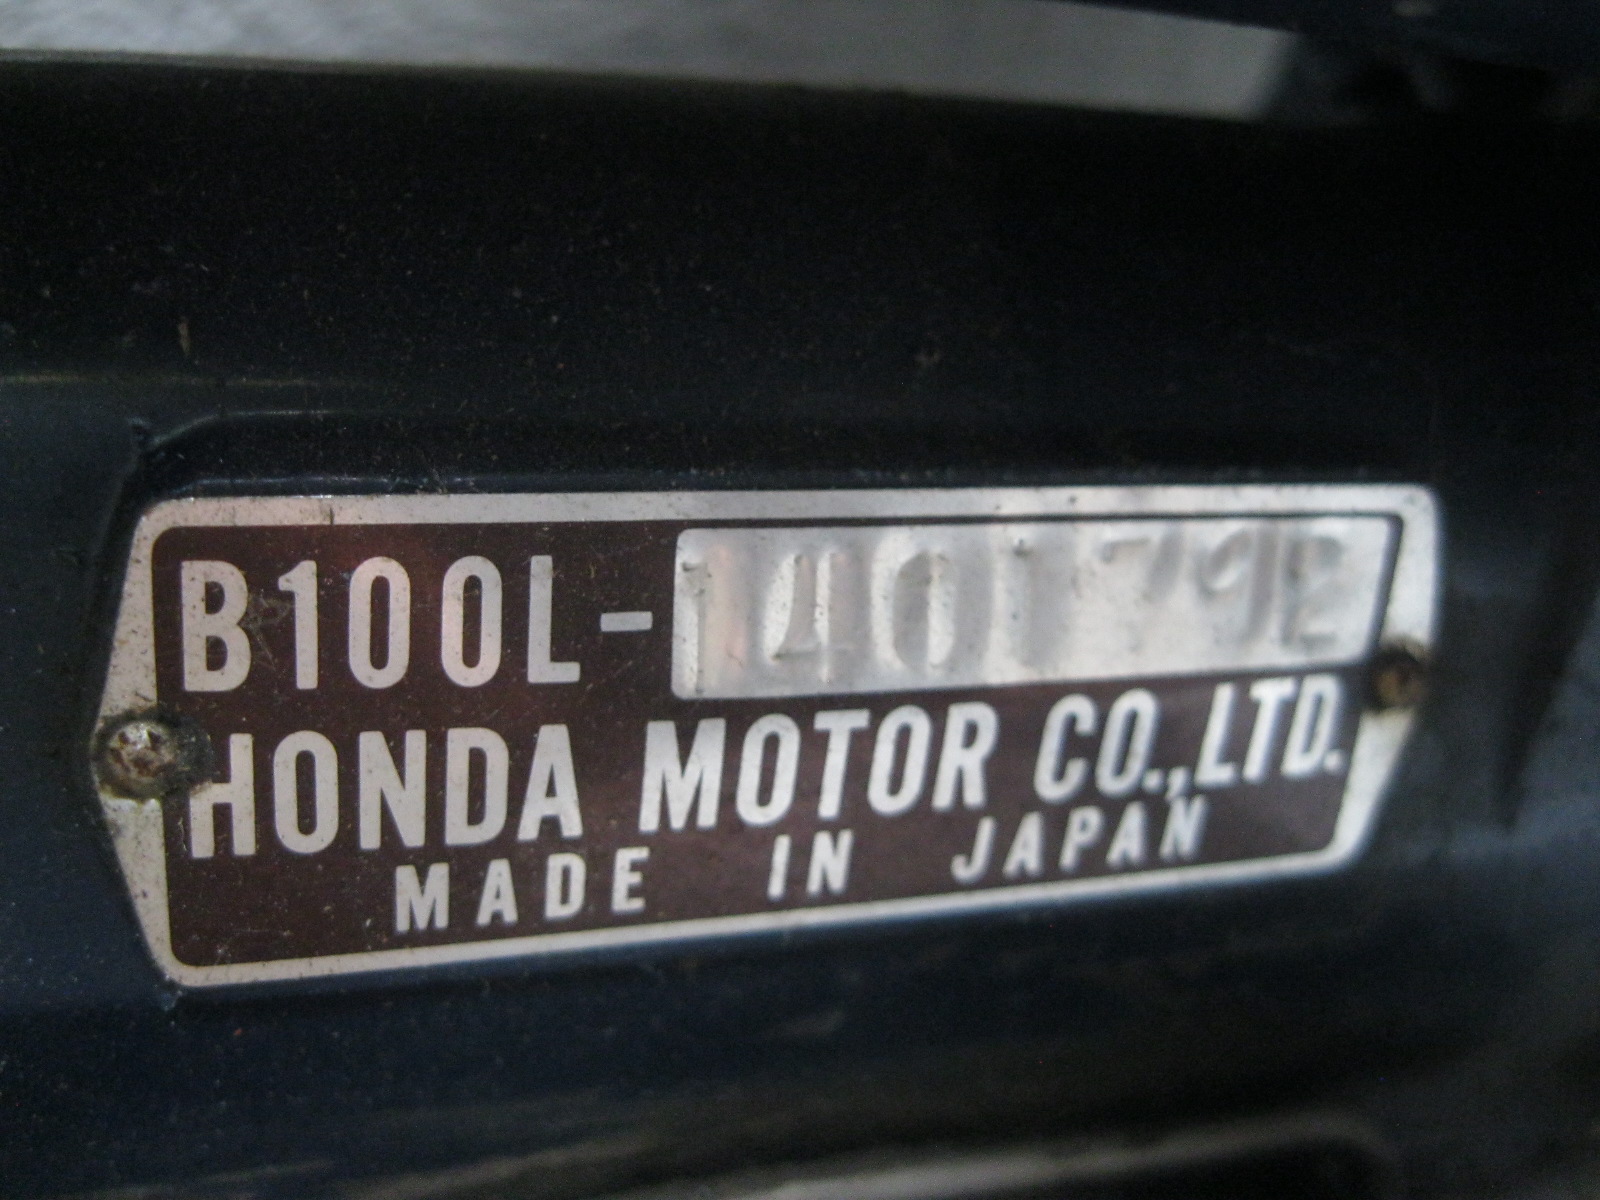 B100L-1401792
HONDA MOTOR CO.,LTD.
MADE IN JAPAN